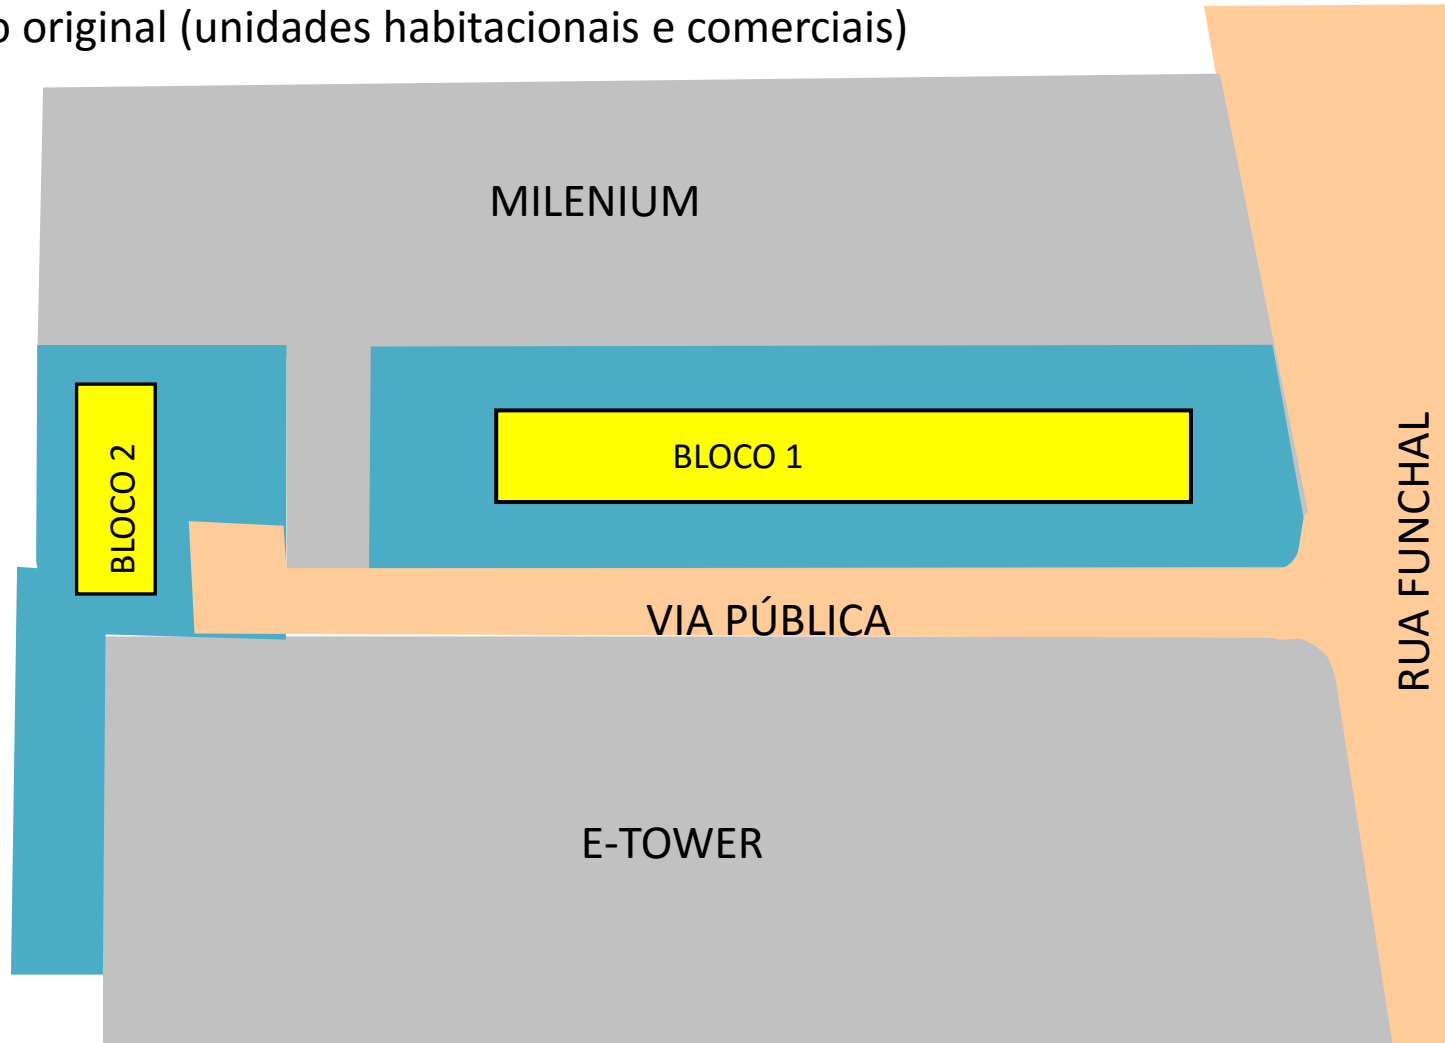 o original (unidades habitacionais e comerciais)
MILENIUM
BLOCO 1
BLOCO 2
VIA PÚBLICA
RUA FUNCHAL
E-TOWER